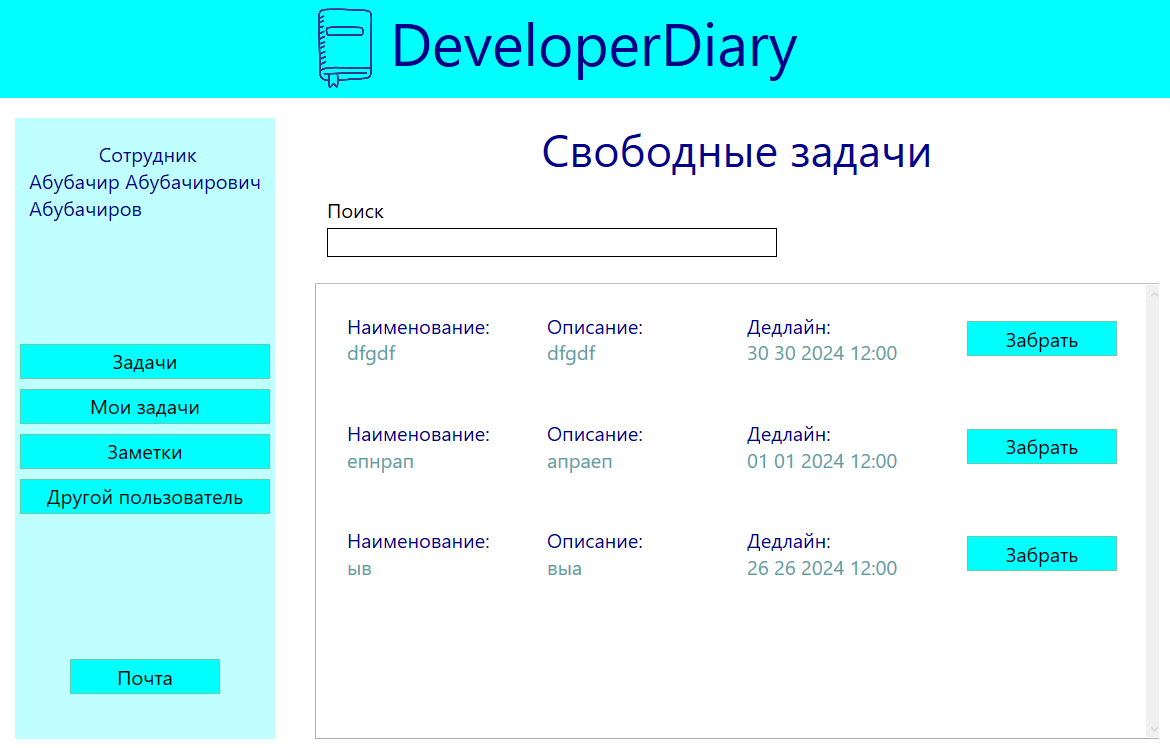 DeveloperDiary
Сотрудник
Абубачир Абубачирович
Абубачиров
Задачи
Мои задачи
Заметки
Другой пользователь
Почта
Свободные задачи
Поиск
Наименование: Описание: Дедлайн:
dfgdf dfgdf 30 30 2024 12:00 Забрать
Наименование: Описание: Дедлайн:
епнрап апраеп 01 01 2024 12:00 Забрать
Наименование: Описание: Дедлайн:
ыв выа 26 26 2024 12:00 Забрать